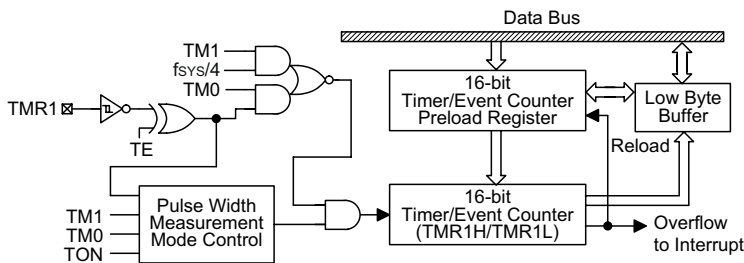 Data Bus
TM1
fSYS/4
TM0
TMR1
TE
16-bit
Timer/Event Counter
Preload Register
Low Byte
Buffer
Reload
TM1
TM0
TON
Pulse Width
Measurement
Mode Control
16-bit
Timer/Event Counter
(TMR1H/TMR1L)
Overflow
to Interrupt